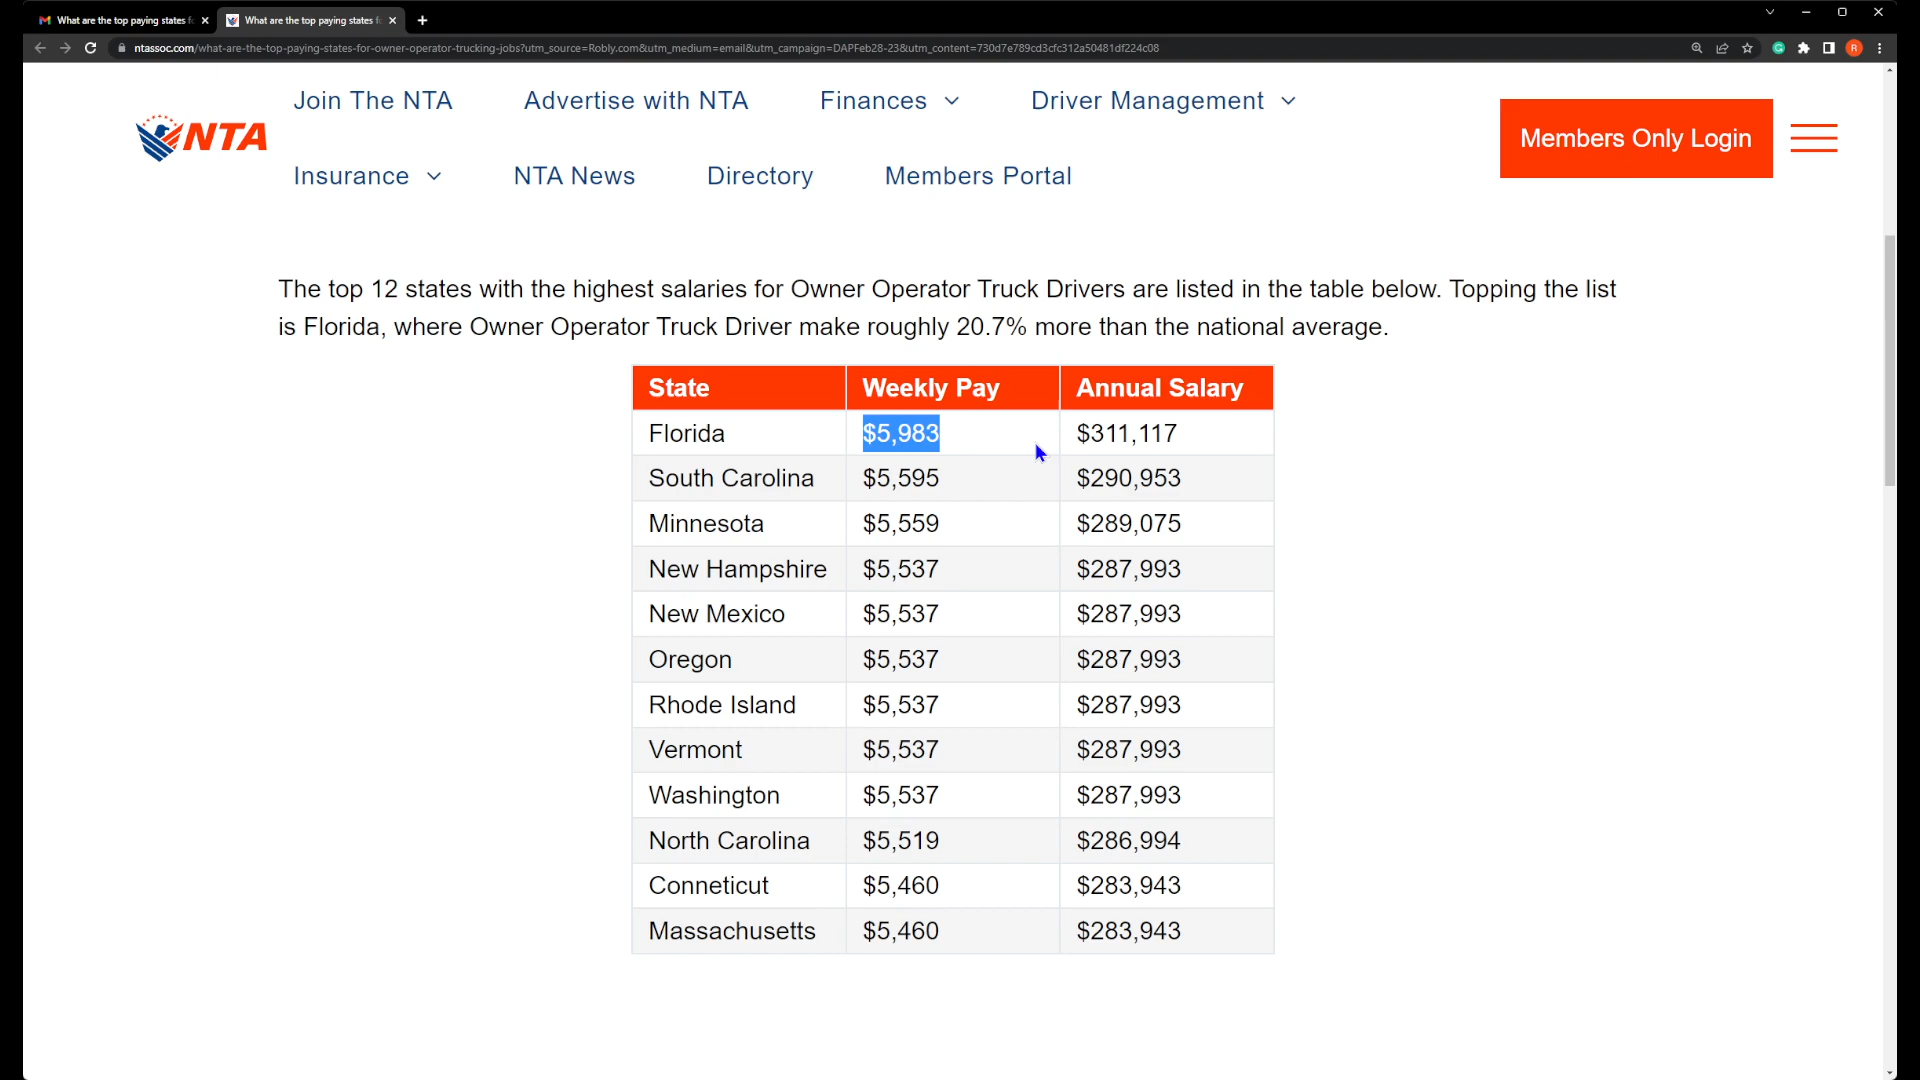 What are the top paying states f
What are the top paying states f
ntassoc.com/what-are-the-top-paying-states-for-owner-operator-trucking-jobs?utm_source=Robly.com&utm_medium=email&utm_campaign=DAPFeb28-23&utm_content=730d7e789cd3cfc312a50481df224c08
R
NTA
Join The NTA Advertise with NTA Finances Driver Management
Insurance NTA News Directory Members Portal
Members Only Login
The top 12 states with the highest salaries for Owner Operator Truck Drivers are listed in the table below. Topping the list
is Florida, where Owner Operator Truck Driver make roughly 20.7% more than the national average.
State Weekly Pay Annual Salary
Florida $5,983 $311,117
South Carolina $5,595 $290,953
Minnesota $5,559 $289,075
New Hampshire $5,537 $287,993
New Mexico $5,537 $287,993
Oregon $5,537 $287,993
Rhode Island $5,537 $287,993
Vermont $5,537 $287,993
Washington $5,537 $287,993
North Carolina $5,519 $286,994
Conneticut $5,460 $283,943
Massachusetts $5,460 $283,943